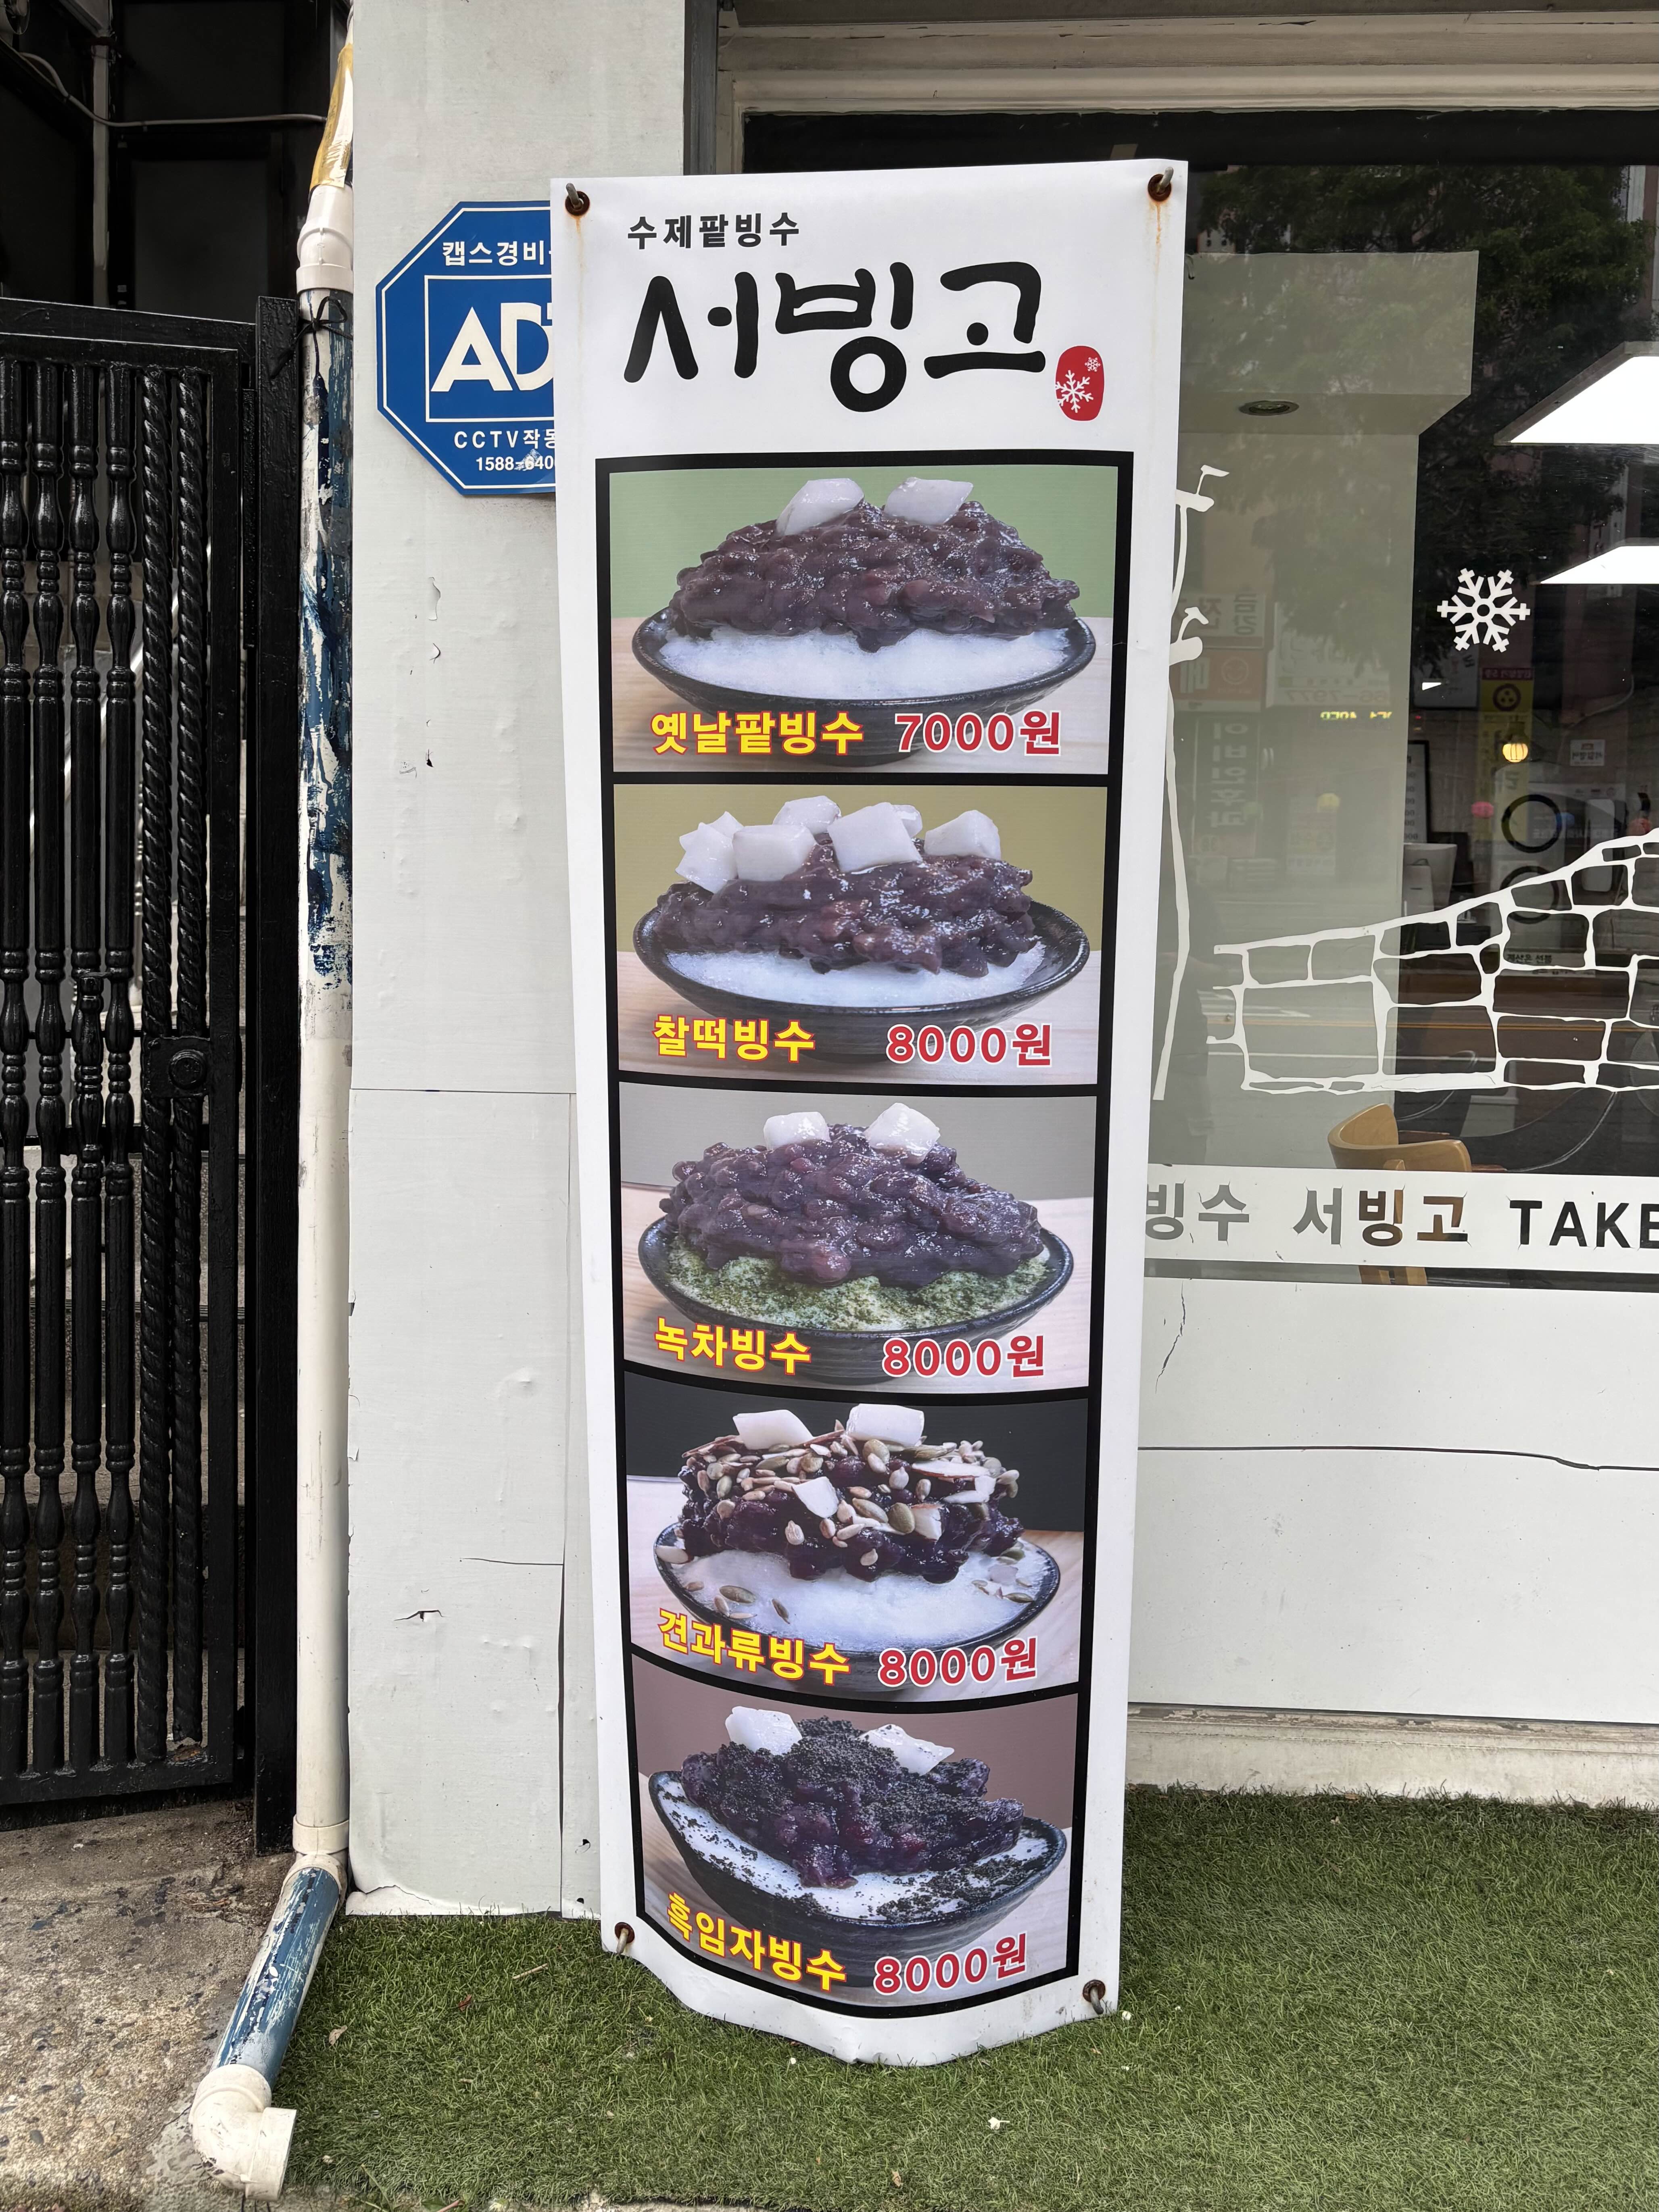 수제팥빙수
서빙고
옛날팥빙수 7000원
찰떡빙수 8000원
녹차빙수 8000원
견과류빙수 8000원
흑임자빙수 8000원
캡스경비
AD
CCTV작동
1588-640
빙수 서빙고 TAKE